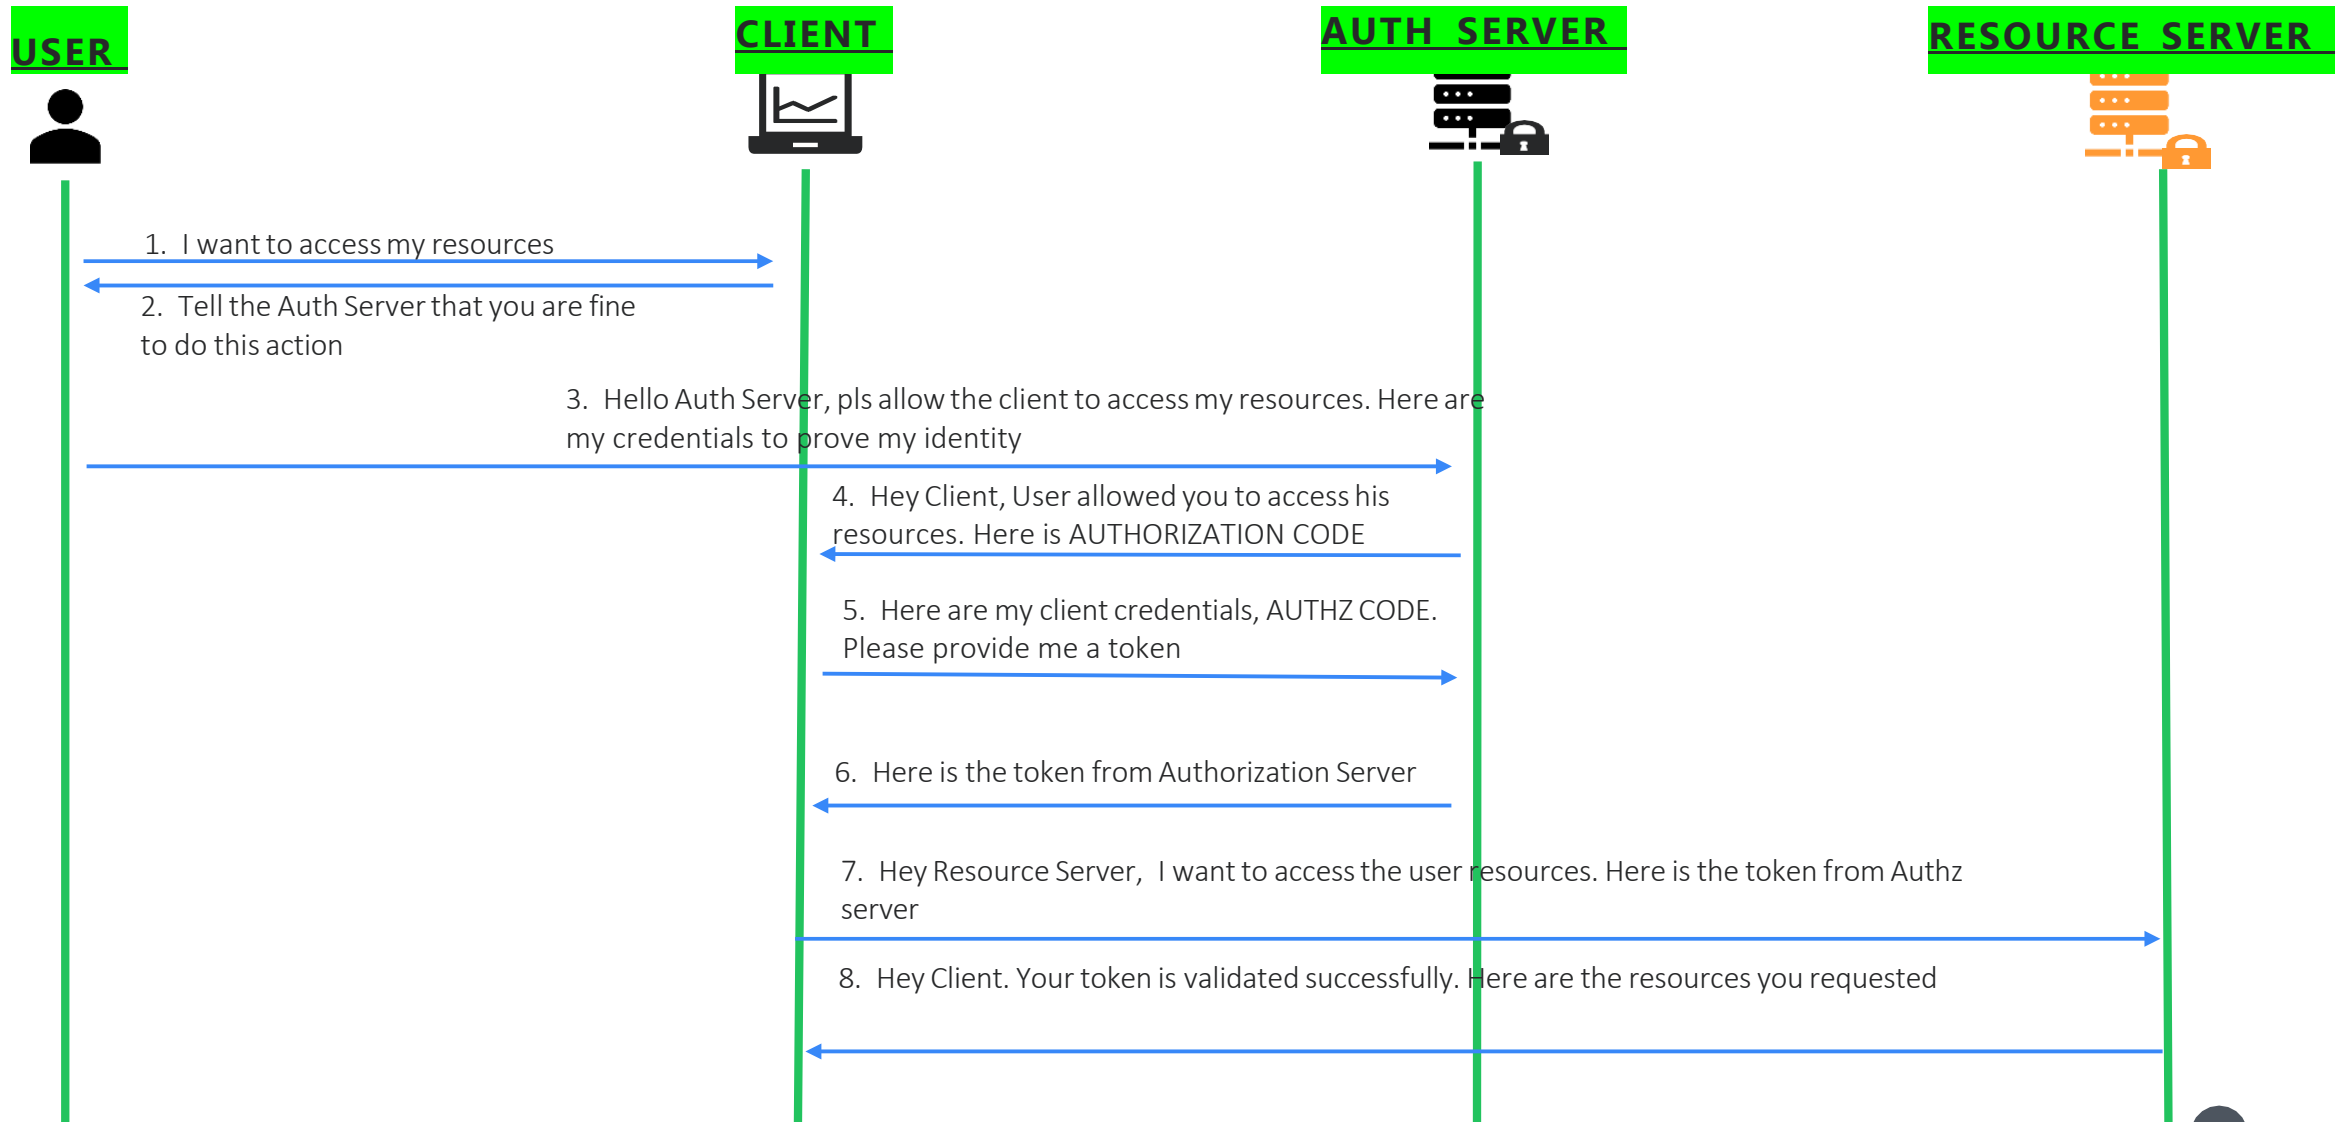 USER
CLIENT
AUTH SERVER
RESOURCE SERVER
1. I want to access my resources
2. Tell the Auth Server that you are fine
to do this action
3. Hello Auth Server, pls allow the client to access my resources. Here are
my credentials to prove my identity
4. Hey Client, User allowed you to access his
resources. Here is AUTHORIZATION CODE
5. Here are my client credentials, AUTHZ CODE.
Please provide me a token
6. Here is the token from Authorization Server
7. Hey Resource Server, I want to access the user resources. Here is the token from Authz
server
8. Hey Client. Your token is validated successfully. Here are the resources you requested